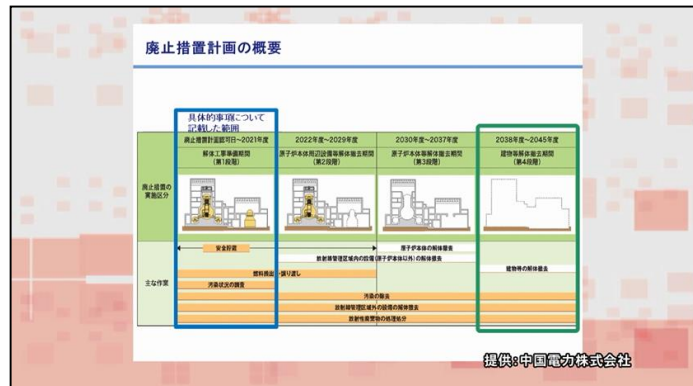 廃止措置計画の概要
具体的事項について
記載した範囲
廃止措置計画認可日~2021年度
2022年度~2029年度
2030年度~2037年度
2038年度~2045年度
解体工事準備期間
(第1段階)
原子炉本体周辺設備等解体撤去期間
(第2段階)
原子炉本体等解体撤去期間
(第3段階)
建物等解体撤去期間
(第4段階)
廃止措置の
実施区分
主な作業
安全貯蔵
原子炉本体の解体撤去
放射線管理区域内の設備(原子炉本体以外)の解体撤去
建物等の解体撤去
燃料搬出・譲り渡し
汚染状況の調査
汚染の除去
放射線管理区域外の設備の解体撤去
放射性廃棄物の処理処分
提供:中国電力株式会社